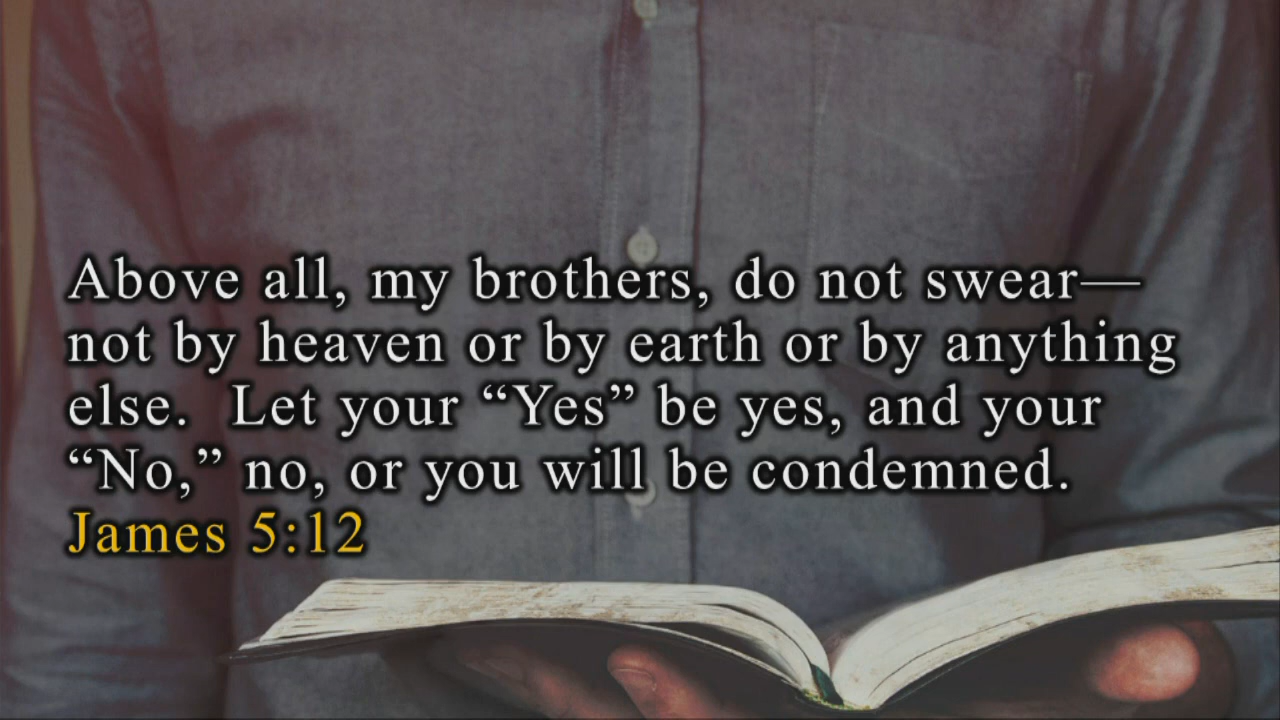 Above all, my brothers, do not swear—
not by heaven or by earth or by anything
else.  Let your “Yes” be yes, and your
“No,” no, or you will be condemned.
James 5:12